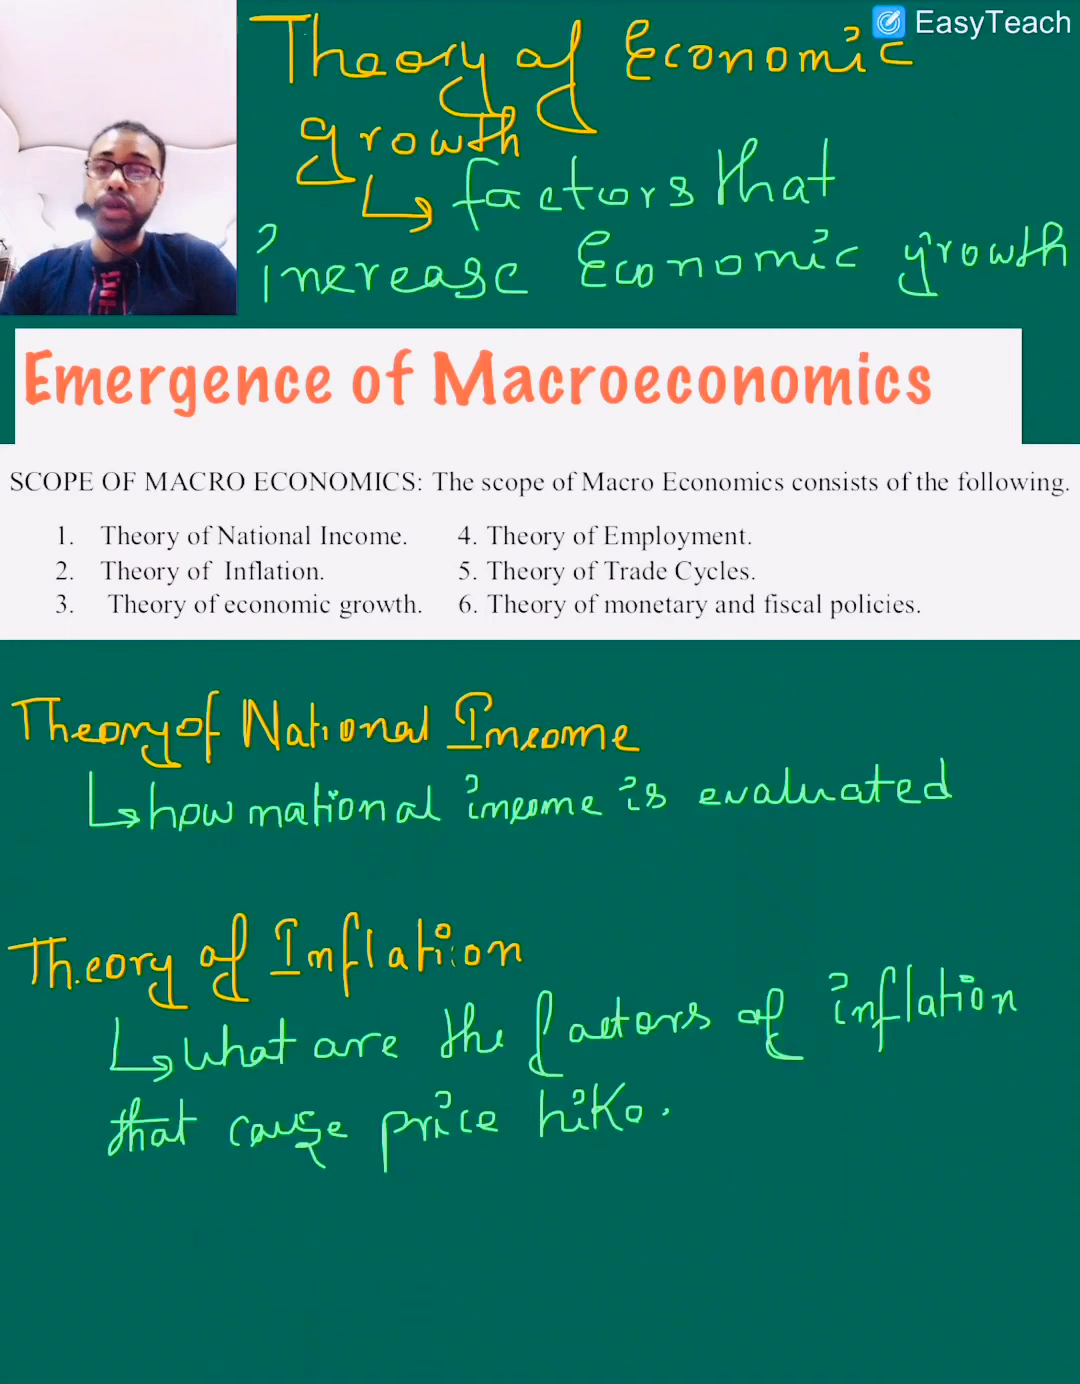 EasyTeach
Theory of Economic
growth
↳ factors that
increase Economic growth
Emergence of Macroeconomics
SCOPE OF MACRO ECONOMICS: The scope of Macro Economics consists of the following.
1. Theory of National Income.
2. Theory of Inflation.
3. Theory of economic growth.
4. Theory of Employment.
5. Theory of Trade Cycles.
6. Theory of monetary and fiscal policies.
Theory of National Income
↳ how national income is evaluated
Theory of Inflation
↳ what are the factors of inflation
that cause price hike.